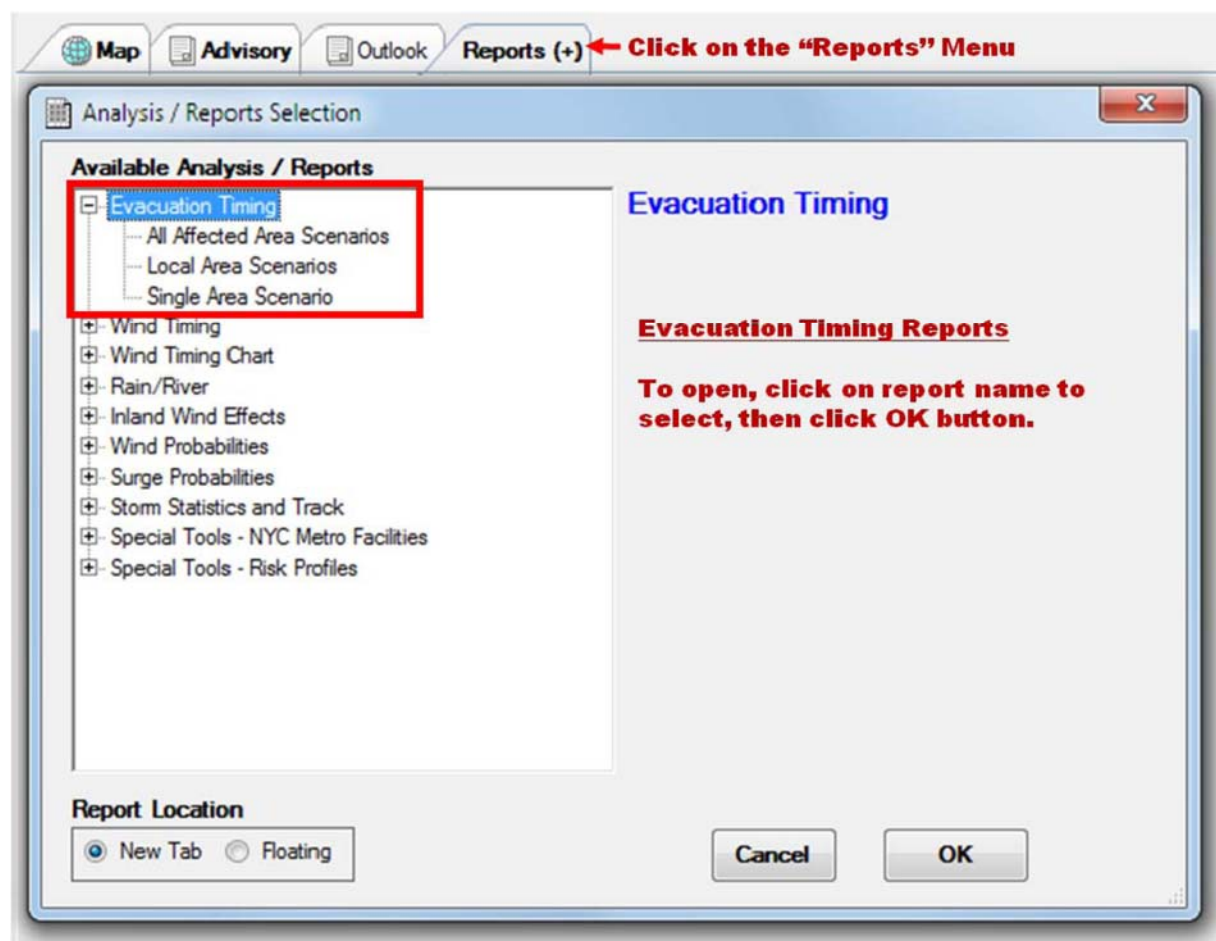 Map Advisory Outlook Reports (+) Click on the “Reports” Menu
Analysis / Reports Selection
Available Analysis / Reports
Evacuation Timing
All Affected Area Scenarios
Local Area Scenarios
Single Area Scenario
Wind Timing
Wind Timing Chart
Rain/River
Inland Wind Effects
Wind Probabilities
Surge Probabilities
Storm Statistics and Track
Special Tools - NYC Metro Facilities
Special Tools - Risk Profiles
Evacuation Timing
Evacuation Timing Reports
To open, click on report name to
select, then click OK button.
Report Location
New Tab Floating
Cancel OK